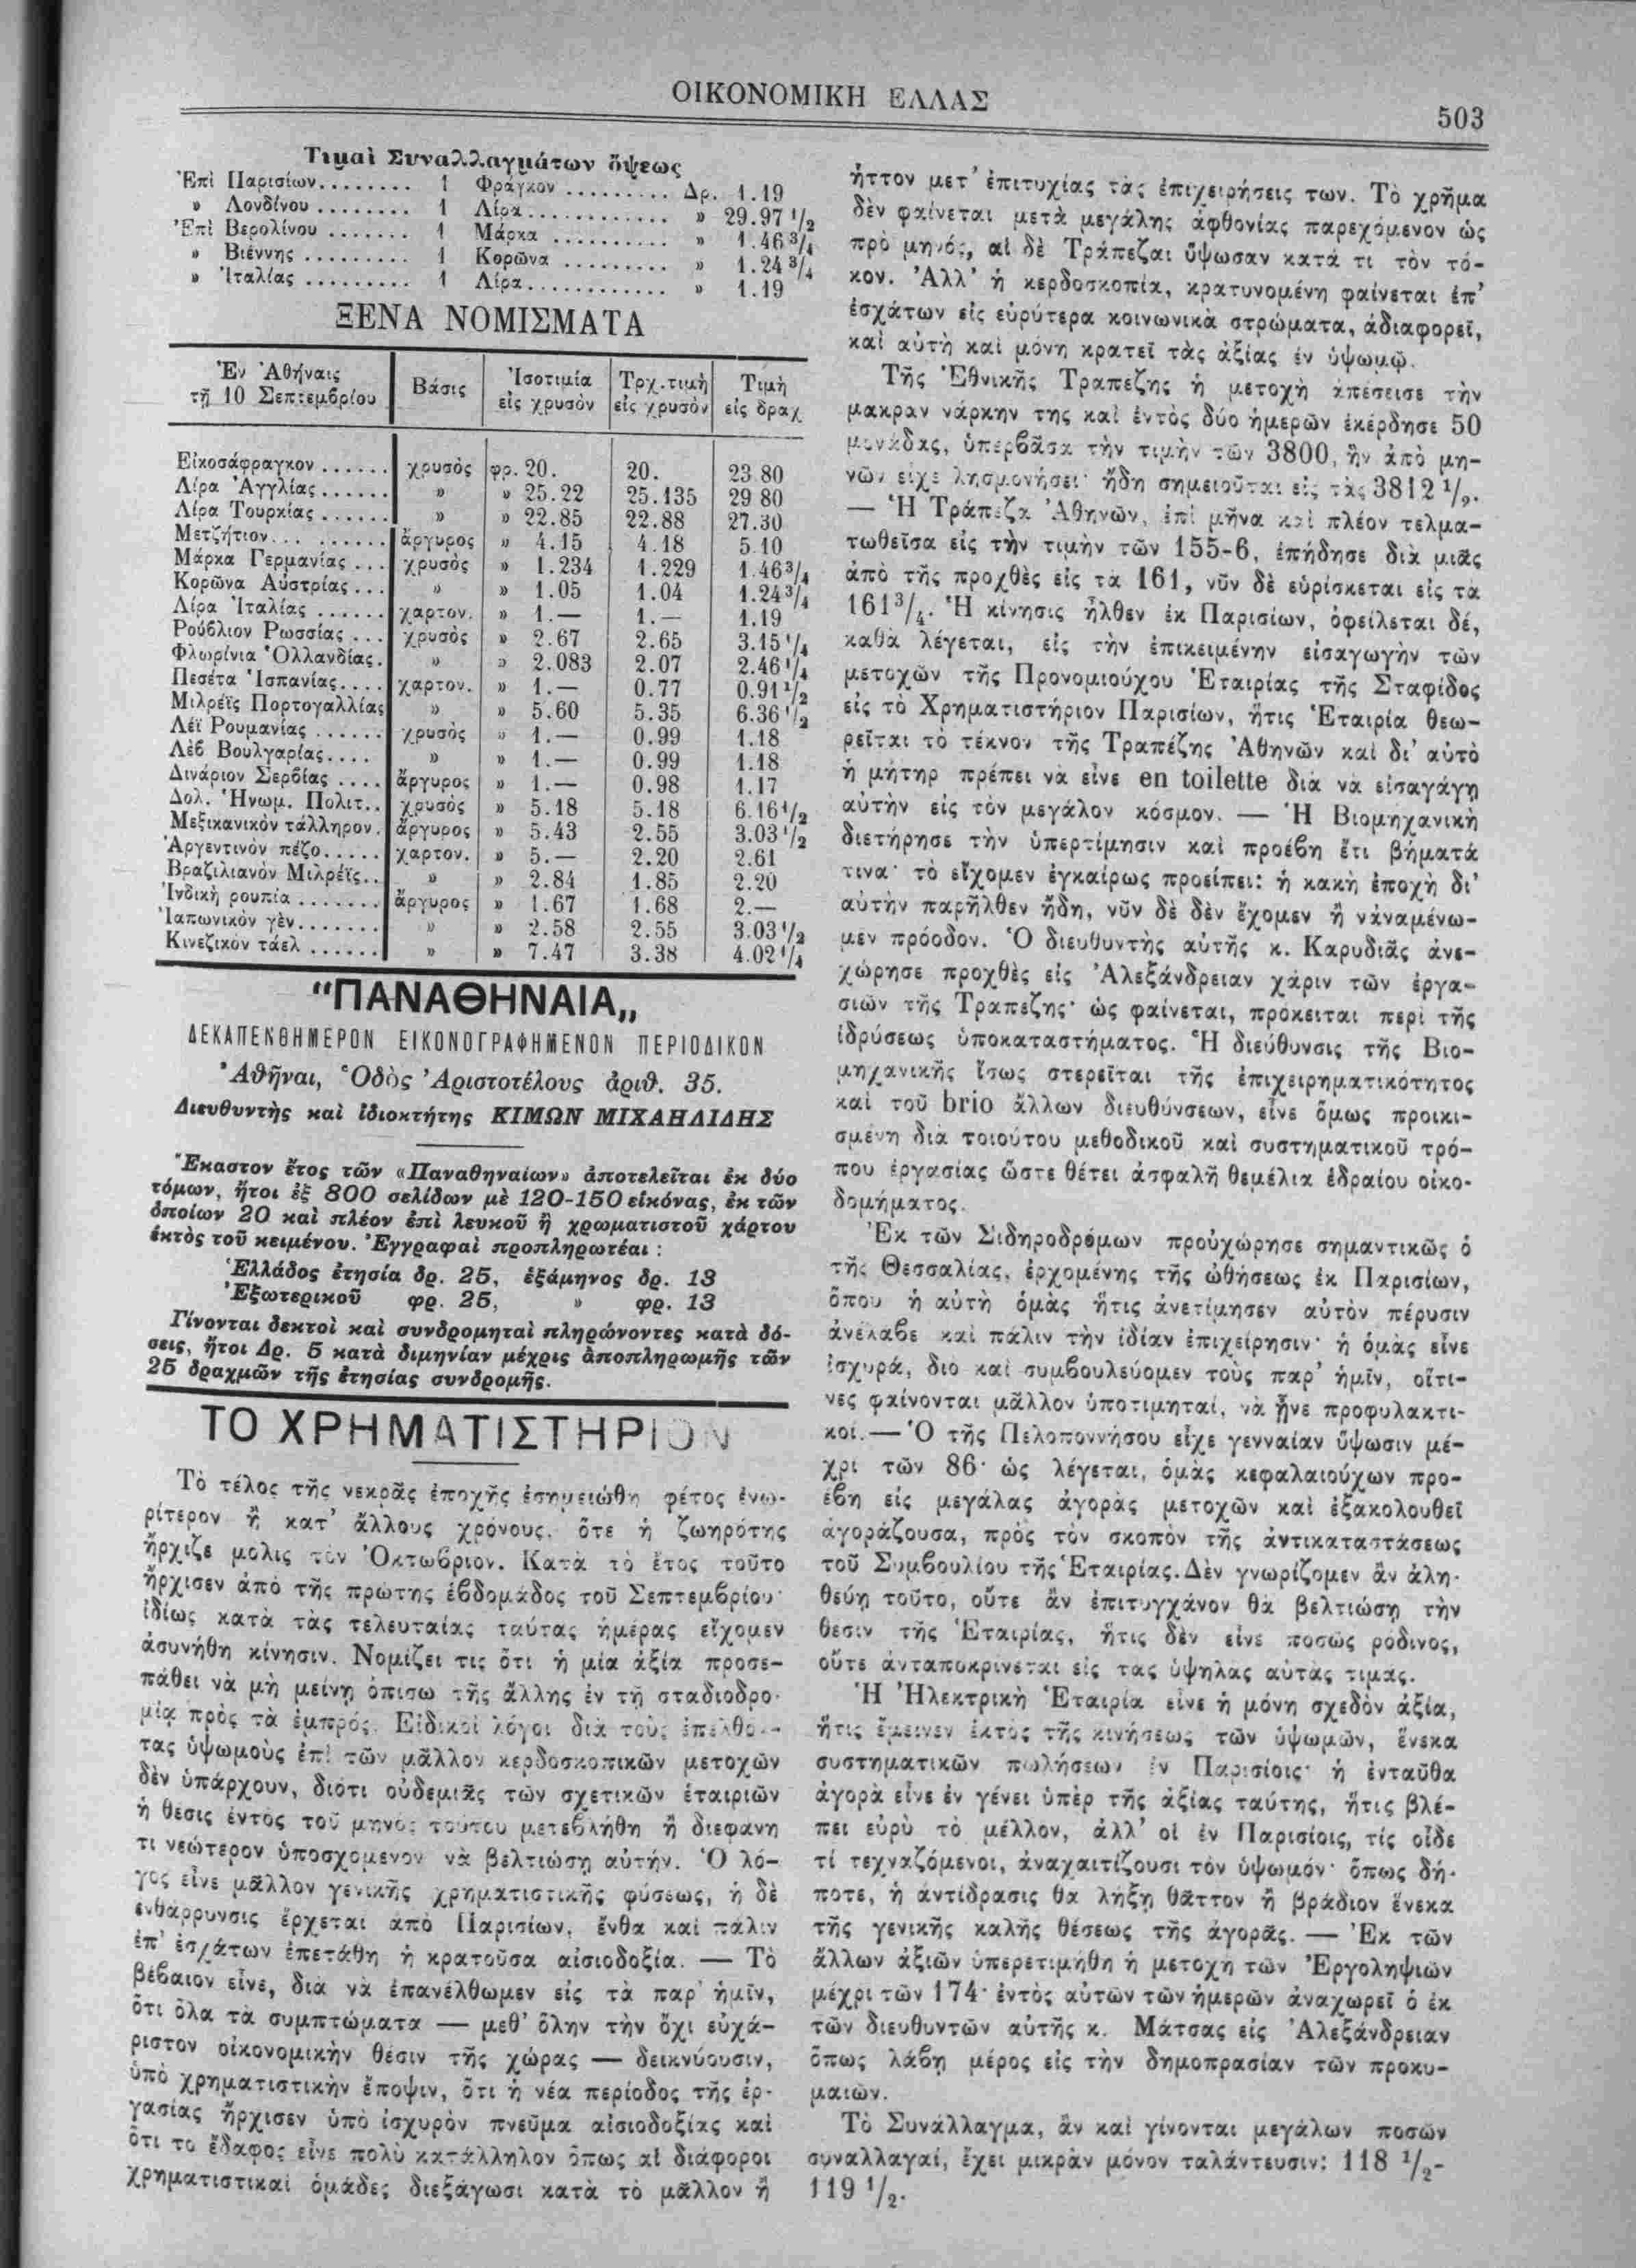 ΟΙΚΟΝΟΜΙΚΗ ΕΛΛΑΣ
503
Τιμαὶ Συναλλαγμάτων ὄψεως
Ἐπὶ Παρισίων........ 1 Φράγκον ......... Δρ. 1.19
» Λονδίνου ........ 1 Λίρα............ » 29.97 1/2
Ἐπὶ Βερολίνου ....... 1 Μάρκα .......... » 1.46 3/4
» Βιέννης ......... 1 Κορῶνα ......... » 1.24 3/4
» Ἰταλίας ......... 1 Λίρα............ » 1.19
ΞΕΝΑ ΝΟΜΙΣΜΑΤΑ
Ἐν Ἀθήναις τῇ 10 Σεπτεμβρίου | Βάσις | Ἰσοτιμία εἰς χρυσόν | Τρχ.τιμὴ εἰς χρυσόν | Τιμὴ εἰς δραχ
Εἰκοσάφραγκον ...... χρυσὸς φρ. 20. 20. 23 80
Λίρα Ἀγγλίας...... » » 25.22 25.135 29 80
Λίρα Τουρκίας ...... » » 22.85 22.88 27.30
Μετζήτιον... ...... ἄργυρος » 4.15 4.18 5 10
Μάρκα Γερμανίας ... χρυσὸς » 1.234 1.229 1.46 3/4
Κορῶνα Αὐστρίας... » » 1.05 1.04 1.24 3/4
Λίρα Ἰταλίας ...... χαρτον. » 1.— 1.— 1.19
Ρούβλιον Ρωσσίας ... χρυσὸς » 2.67 2.65 3.15 1/4
Φλωρίνια Ὁλλανδίας. » » 2.083 2.07 2.46 1/4
Πεσέτα Ἱσπανίας.... χαρτον. » 1.— 0.77 0.91 1/2
Μιλρέϊς Πορτογαλλίας » » 5.60 5.35 6.36 1/2
Λέϊ Ρουμανίας ...... χρυσὸς » 1.— 0.99 1.18
Λὲβ Βουλγαρίας.... » » 1.— 0.99 1.18
Δινάριον Σερβίας .... ἄργυρος » 1.— 0.98 1.17
Δολ. Ἡνωμ. Πολιτ.. χρυσὸς » 5.18 5.18 6.16 1/2
Μεξικανικὸν τάλληρον. ἄργυρος » 5.43 2.55 3.03 1/2
Ἀργεντινὸν πέζο..... χαρτον. » 5.— 2.20 2.61
Βραζιλιανὸν Μιλρέϊς.. » » 2.84 1.85 2.20
Ἰνδικὴ ρουπία ....... ἄργυρος » 1.67 1.68 2.—
Ἰαπωνικὸν γὲν....... » » 2.58 2.55 3.03 1/2
Κινεζικὸν τάελ ...... » » 7.47 3.38 4.02 1/4
"ΠΑΝΑΘΗΝΑΙΑ„
ΔΕΚΑΠΕΝΘΗΜΕΡΟΝ ΕΙΚΟΝΟΓΡΑΦΗΜΕΝΟΝ ΠΕΡΙΟΔΙΚΟΝ
Ἀθῆναι, Ὁδὸς Ἀριστοτέλους ἀριθ. 35.
Διευθυντὴς καὶ ἰδιοκτήτης ΚΙΜΩΝ ΜΙΧΑΗΛΙΔΗΣ
Ἕκαστον ἔτος τῶν «Παναθηναίων» ἀποτελεῖται ἐκ δύο
τόμων, ἤτοι ἐξ 800 σελίδων μὲ 120-150 εἰκόνας, ἐκ τῶν
ὁποίων 20 καὶ πλέον ἐπὶ λευκοῦ ἢ χρωματιστοῦ χάρτου
ἐκτὸς τοῦ κειμένου. Ἐγγραφαὶ προπληρωτέαι :
Ἑλλάδος ἐτησία δρ. 25, ἑξάμηνος δρ. 13
Ἐξωτερικοῦ φρ. 25, » φρ. 13
Γίνονται δεκτοὶ καὶ συνδρομηταὶ πληρώνοντες κατὰ δό-
σεις, ἤτοι Δρ. 5 κατὰ διμηνίαν μέχρις ἀποπληρωμῆς τῶν
25 δραχμῶν τῆς ἐτησίας συνδρομῆς.
ΤΟ ΧΡΗΜΑΤΙΣΤΗΡΙΟΝ
Τὸ τέλος τῆς νεκρᾶς ἐποχῆς ἐσημειώθη φέτος ἐνω-
ρίτερον ἢ κατ' ἄλλους χρόνους, ὅτε ἡ ζωηρότης
ἤρχιζε μόλις τὸν Ὀκτώβριον. Κατὰ τὸ ἔτος τοῦτο
ἤρχισεν ἀπὸ τῆς πρώτης ἑβδομάδος τοῦ Σεπτεμβρίου·
ἰδίως κατὰ τὰς τελευταίας ταύτας ἡμέρας εἴχομεν
ἀσυνήθη κίνησιν. Νομίζει τις ὅτι ἡ μία ἀξία προσε-
πάθει νὰ μὴ μείνῃ ὀπίσω τῆς ἄλλης ἐν τῇ σταδιοδρο-
μίᾳ πρὸς τὰ ἐμπρός. Εἰδικοὶ λόγοι διὰ τοὺς ἐπελθόν-
τας ὑψωμοὺς ἐπὶ τῶν μᾶλλον κερδοσκοπικῶν μετοχῶν
δὲν ὑπάρχουν, διότι οὐδεμιᾶς τῶν σχετικῶν ἑταιριῶν
ἡ θέσις ἐντὸς τοῦ μηνὸς τούτου μετεβλήθη ἢ διεφάνη
τι νεώτερον ὑποσχόμενον νὰ βελτιώσῃ αὐτήν. Ὁ λό-
γος εἶνε μᾶλλον γενικῆς χρηματιστικῆς φύσεως, ἡ δὲ
ἐνθάρρυνσις ἔρχεται ἀπὸ Παρισίων, ἔνθα καὶ πάλιν
ἐπ' ἐσχάτων ἐπετάθη ἡ κρατοῦσα αἰσιοδοξία. — Τὸ
βέβαιον εἶνε, διὰ νὰ ἐπανέλθωμεν εἰς τὰ παρ' ἡμῖν,
ὅτι ὅλα τὰ συμπτώματα — μεθ' ὅλην τὴν ὄχι εὐχά-
ριστον οἰκονομικὴν θέσιν τῆς χώρας — δεικνύουσιν,
ὑπὸ χρηματιστικὴν ἔποψιν, ὅτι ἡ νέα περίοδος τῆς ἐρ-
γασίας ἤρχισεν ὑπὸ ἰσχυρὸν πνεῦμα αἰσιοδοξίας καὶ
ὅτι τὸ ἔδαφος εἶνε πολὺ κατάλληλον ὅπως αἱ διάφοροι
χρηματιστικαὶ ὁμάδες διεξάγωσι κατὰ τὸ μᾶλλον ἢ
ἧττον μετ' ἐπιτυχίας τὰς ἐπιχειρήσεις των. Τὸ χρῆμα
δὲν φαίνεται μετὰ μεγάλης ἀφθονίας παρεχόμενον ὡς
πρὸ μηνός, αἱ δὲ Τράπεζαι ὕψωσαν κατά τι τὸν τό-
κον. Ἀλλ' ἡ κερδοσκοπία, κρατυνομένη φαίνεται ἐπ'
ἐσχάτων εἰς εὐρύτερα κοινωνικὰ στρώματα, ἀδιαφορεῖ,
καὶ αὐτὴ καὶ μόνη κρατεῖ τὰς ἀξίας ἐν ὑψωμῷ.
Τῆς Ἐθνικῆς Τραπέζης ἡ μετοχὴ ἀπέσεισε τὴν
μακρὰν νάρκην της καὶ ἐντὸς δύο ἡμερῶν ἐκέρδησε 50
μονάδας, ὑπερβᾶσα τὴν τιμὴν τῶν 3800, ἣν ἀπὸ μη-
νῶν εἶχε λησμονήσει· ἤδη σημειοῦται εἰς τὰς 3812 1/2.
— Ἡ Τράπεζα Ἀθηνῶν, ἐπὶ μῆνα καὶ πλέον τελμα-
τωθεῖσα εἰς τὴν τιμὴν τῶν 155-6, ἐπήδησε διὰ μιᾶς
ἀπὸ τῆς προχθὲς εἰς τὰ 161, νῦν δὲ εὑρίσκεται εἰς τὰ
161 3/4. Ἡ κίνησις ἦλθεν ἐκ Παρισίων, ὀφείλεται δέ,
καθὰ λέγεται, εἰς τὴν ἐπικειμένην εἰσαγωγὴν τῶν
μετοχῶν τῆς Προνομιούχου Ἑταιρίας τῆς Σταφίδος
εἰς τὸ Χρηματιστήριον Παρισίων, ἥτις Ἑταιρία θεω-
ρεῖται τὸ τέκνον τῆς Τραπέζης Ἀθηνῶν καὶ δι' αὐτὸ
ἡ μήτηρ πρέπει νὰ εἶνε en toilette διὰ νὰ εἰσαγάγῃ
αὐτὴν εἰς τὸν μεγάλον κόσμον. — Ἡ Βιομηχανικὴ
διετήρησε τὴν ὑπερτίμησιν καὶ προέβη ἔτι βήματά
τινα· τὸ εἴχομεν ἐγκαίρως προείπει: ἡ κακὴ ἐποχὴ δι'
αὐτὴν παρῆλθεν ἤδη, νῦν δὲ δὲν ἔχομεν ἢ νἀναμένω-
μεν πρόοδον. Ὁ διευθυντὴς αὐτῆς κ. Καρυδιᾶς ἀνε-
χώρησε προχθὲς εἰς Ἀλεξάνδρειαν χάριν τῶν ἐργα-
σιῶν τῆς Τραπέζης· ὡς φαίνεται, πρόκειται περὶ τῆς
ἱδρύσεως ὑποκαταστήματος. Ἡ διεύθυνσις τῆς Βιο-
μηχανικῆς ἴσως στερεῖται τῆς ἐπιχειρηματικότητος
καὶ τοῦ brio ἄλλων διευθύνσεων, εἶνε ὅμως προικι-
σμένη διὰ τοιούτου μεθοδικοῦ καὶ συστηματικοῦ τρό-
που ἐργασίας ὥστε θέτει ἀσφαλῆ θεμέλια ἑδραίου οἰκο-
δομήματος.
Ἐκ τῶν Σιδηροδρόμων προὐχώρησε σημαντικῶς ὁ
τῆς Θεσσαλίας, ἐρχομένης τῆς ὠθήσεως ἐκ Παρισίων,
ὅπου ἡ αὐτὴ ὁμὰς ἥτις ἀνετίμησεν αὐτὸν πέρυσιν
ἀνέλαβε καὶ πάλιν τὴν ἰδίαν ἐπιχείρησιν· ἡ ὁμὰς εἶνε
ἰσχυρά, διὸ καὶ συμβουλεύομεν τοὺς παρ' ἡμῖν, οἵτι-
νες φαίνονται μᾶλλον ὑποτιμηταί, νὰ ἦνε προφυλακτι-
κοί. — Ὁ τῆς Πελοποννήσου εἶχε γενναίαν ὕψωσιν μέ-
χρι τῶν 86· ὡς λέγεται, ὁμὰς κεφαλαιούχων προ-
έβη εἰς μεγάλας ἀγορὰς μετοχῶν καὶ ἐξακολουθεῖ
ἀγοράζουσα, πρὸς τὸν σκοπὸν τῆς ἀντικαταστάσεως
τοῦ Συμβουλίου τῆς Ἑταιρίας. Δὲν γνωρίζομεν ἂν ἀλη-
θεύῃ τοῦτο, οὔτε ἂν ἐπιτυγχάνον θὰ βελτιώσῃ τὴν
θέσιν τῆς Ἑταιρίας, ἥτις δὲν εἶνε ποσῶς ρόδινος,
οὔτε ἀνταποκρίνεται εἰς τὰς ὑψηλὰς αὐτὰς τιμάς.
Ἡ Ἠλεκτρικὴ Ἑταιρία εἶνε ἡ μόνη σχεδὸν ἀξία,
ἥτις ἔμεινεν ἐκτὸς τῆς κινήσεως τῶν ὑψωμῶν, ἕνεκα
συστηματικῶν πωλήσεων ἐν Παρισίοις· ἡ ἐνταῦθα
ἀγορὰ εἶνε ἐν γένει ὑπὲρ τῆς ἀξίας ταύτης, ἥτις βλέ-
πει εὐρὺ τὸ μέλλον, ἀλλ' οἱ ἐν Παρισίοις, τίς οἶδε
τί τεχναζόμενοι, ἀναχαιτίζουσι τὸν ὑψωμόν· ὅπως δή-
ποτε, ἡ ἀντίδρασις θὰ λήξῃ θᾶττον ἢ βράδιον ἕνεκα
τῆς γενικῆς καλῆς θέσεως τῆς ἀγορᾶς. — Ἐκ τῶν
ἄλλων ἀξιῶν ὑπερετιμήθη ἡ μετοχὴ τῶν Ἐργοληψιῶν
μέχρι τῶν 174· ἐντὸς αὐτῶν τῶν ἡμερῶν ἀναχωρεῖ ὁ ἐκ
τῶν διευθυντῶν αὐτῆς κ. Μάτσας εἰς Ἀλεξάνδρειαν
ὅπως λάβῃ μέρος εἰς τὴν δημοπρασίαν τῶν προκυ-
μαιῶν.
Τὸ Συνάλλαγμα, ἂν καὶ γίνονται μεγάλων ποσῶν
συναλλαγαί, ἔχει μικρὰν μόνον ταλάντευσιν: 118 1/2-
119 1/2.